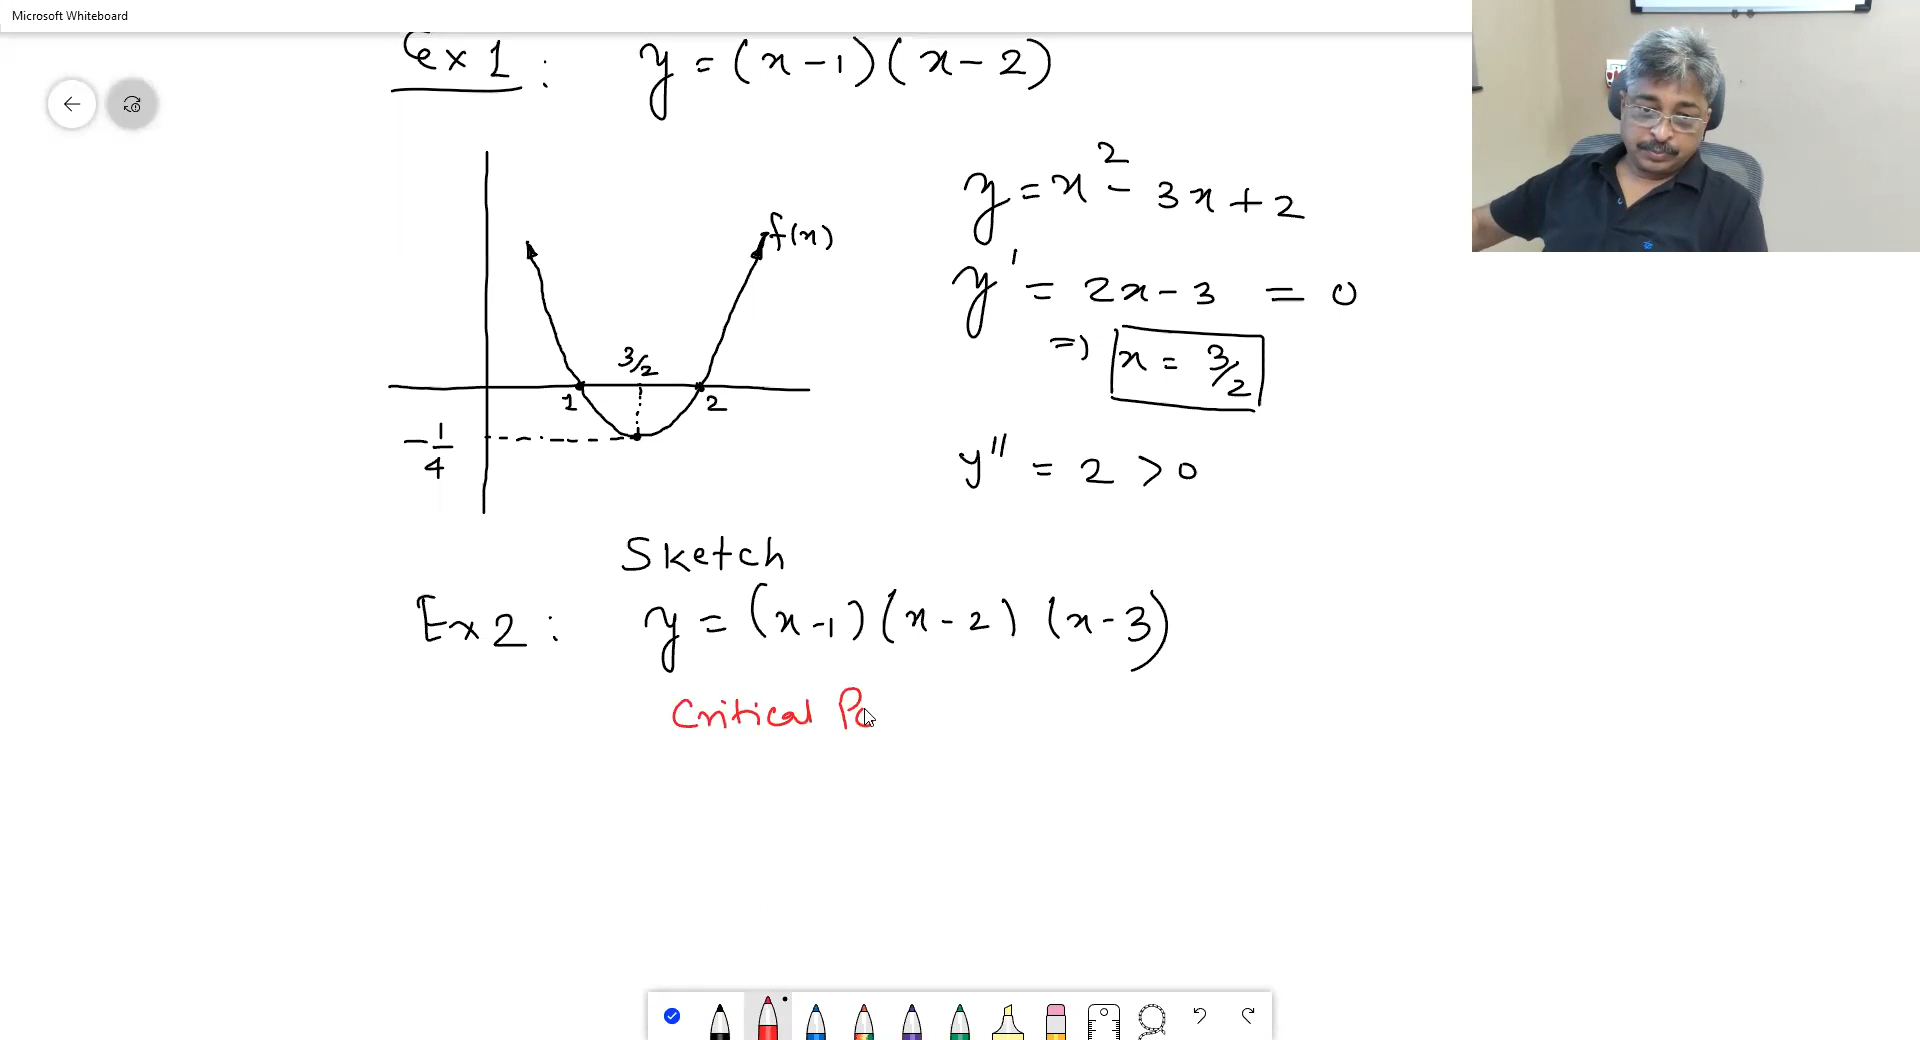 Microsoft Whiteboard
Ex 1 : y = (x-1)(x-2)
y = x² - 3x + 2
f(x)
y' = 2x - 3 = 0
3/2
=) x = 3/2
1 2
-1/4
y" = 2 > 0
Sketch
Ex 2 : y = (x-1)(x-2)(x-3)
Critical Po